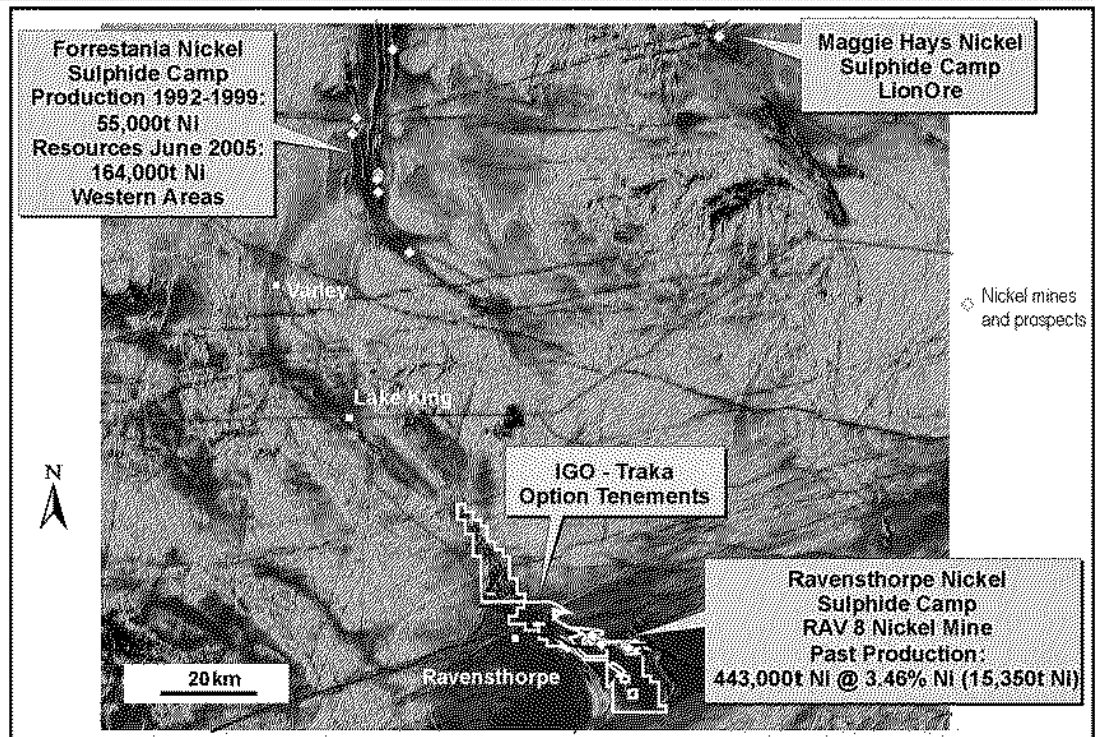 Forrestania Nickel
Sulphide Camp
Production 1992-1999:
55,000t Ni
Resources June 2005:
164,000t Ni
Western Areas
Maggie Hays Nickel
Sulphide Camp
LionOre
Varley
Nickel mines
and prospects
Lake King
N
IGO - Traka
Option Tenements
Ravensthorpe Nickel
Sulphide Camp
RAV 8 Nickel Mine
Past Production:
443,000t Ni @ 3.46% Ni (15,350t Ni)
Ravensthorpe
20km